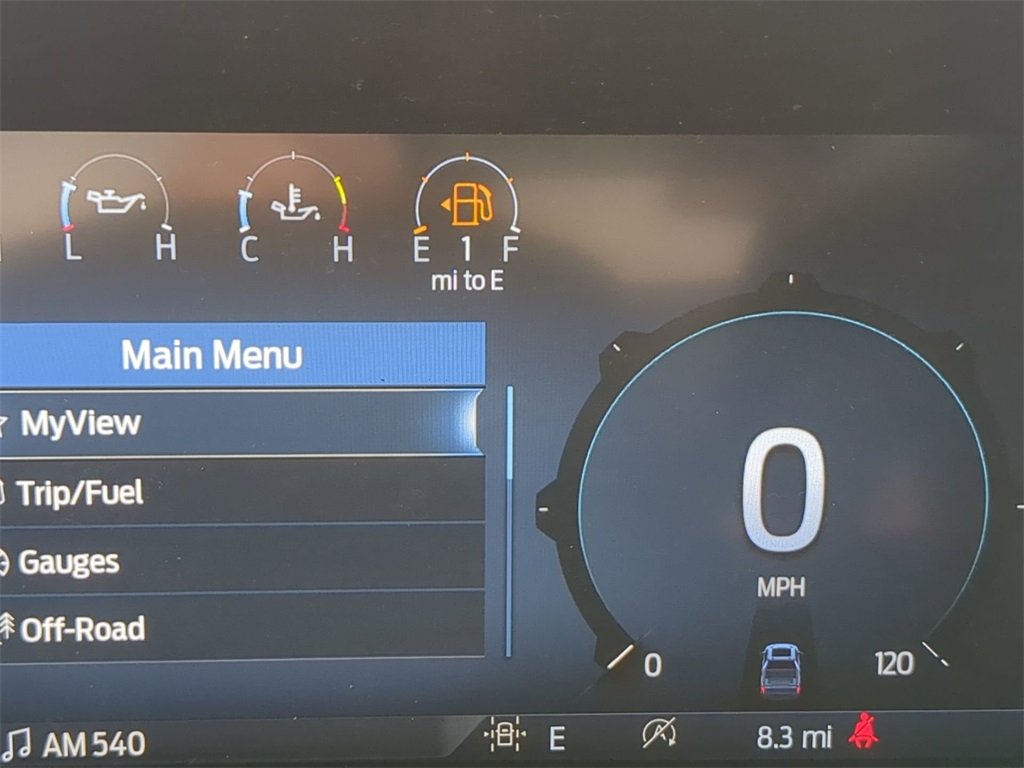 L H C H E 1 F
mi to E
Main Menu
MyView
Trip/Fuel
Gauges
Off-Road
0
MPH
0 120
AM 540 E 8.3 mi